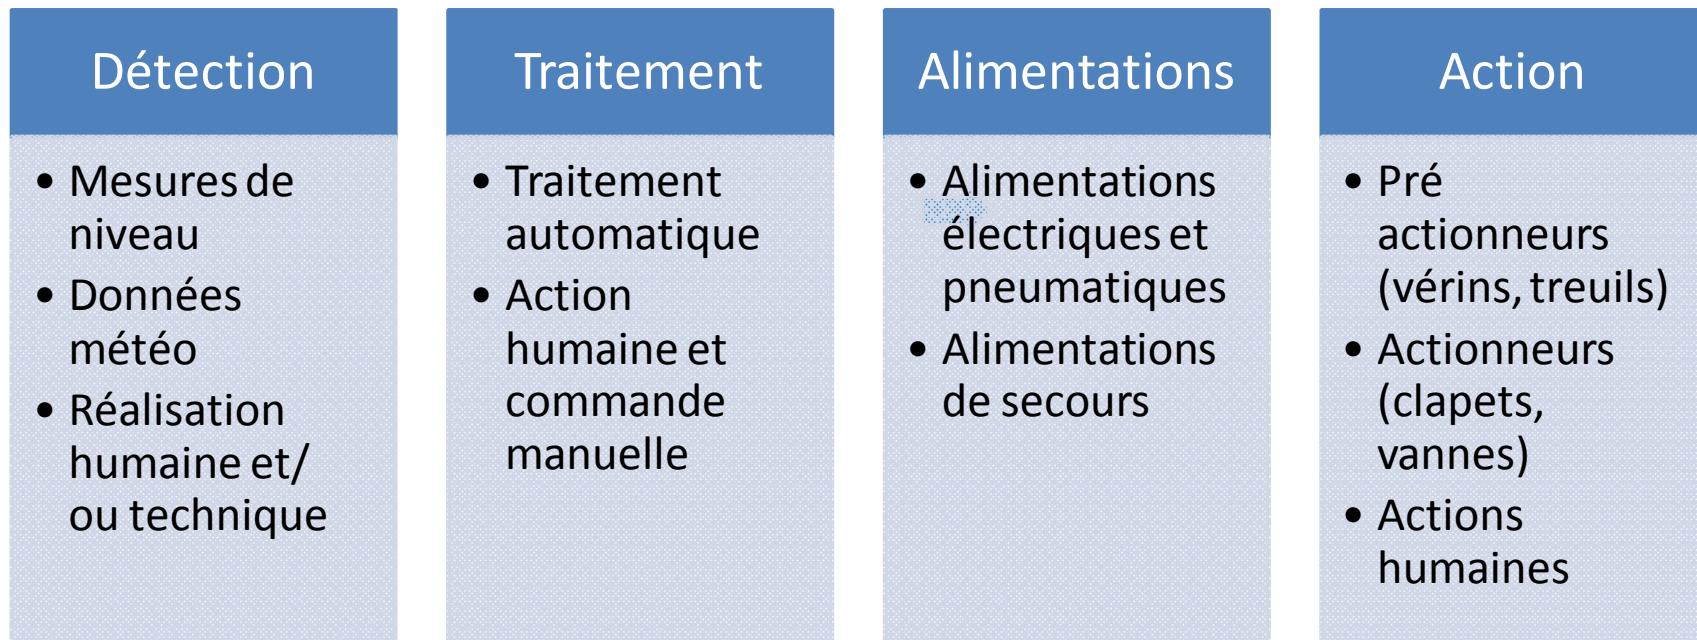 Détection
• Mesures de
niveau
• Données
météo
• Réalisation
humaine et/
ou technique
Traitement
• Traitement
automatique
• Action
humaine et
commande
manuelle
Alimentations
• Alimentations
électriques et
pneumatiques
• Alimentations
de secours
Action
• Pré
actionneurs
(vérins, treuils)
• Actionneurs
(clapets,
vannes)
• Actions
humaines